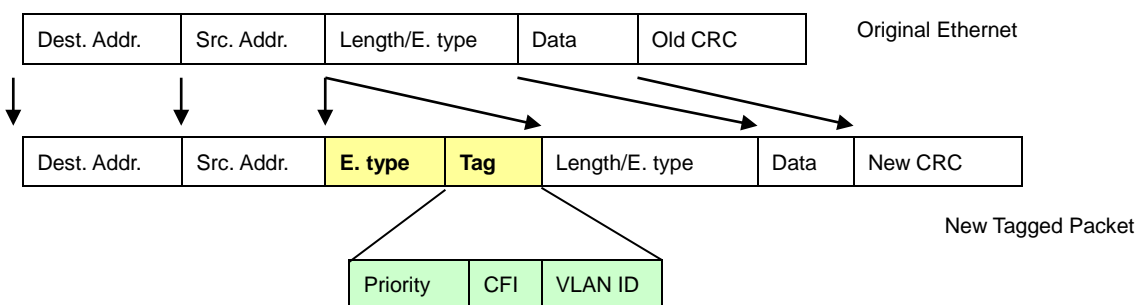 Dest. Addr. Src. Addr. Length/E. type Data Old CRC Original Ethernet
Dest. Addr. Src. Addr. E. type Tag Length/E. type Data New CRC
New Tagged Packet
Priority CFI VLAN ID